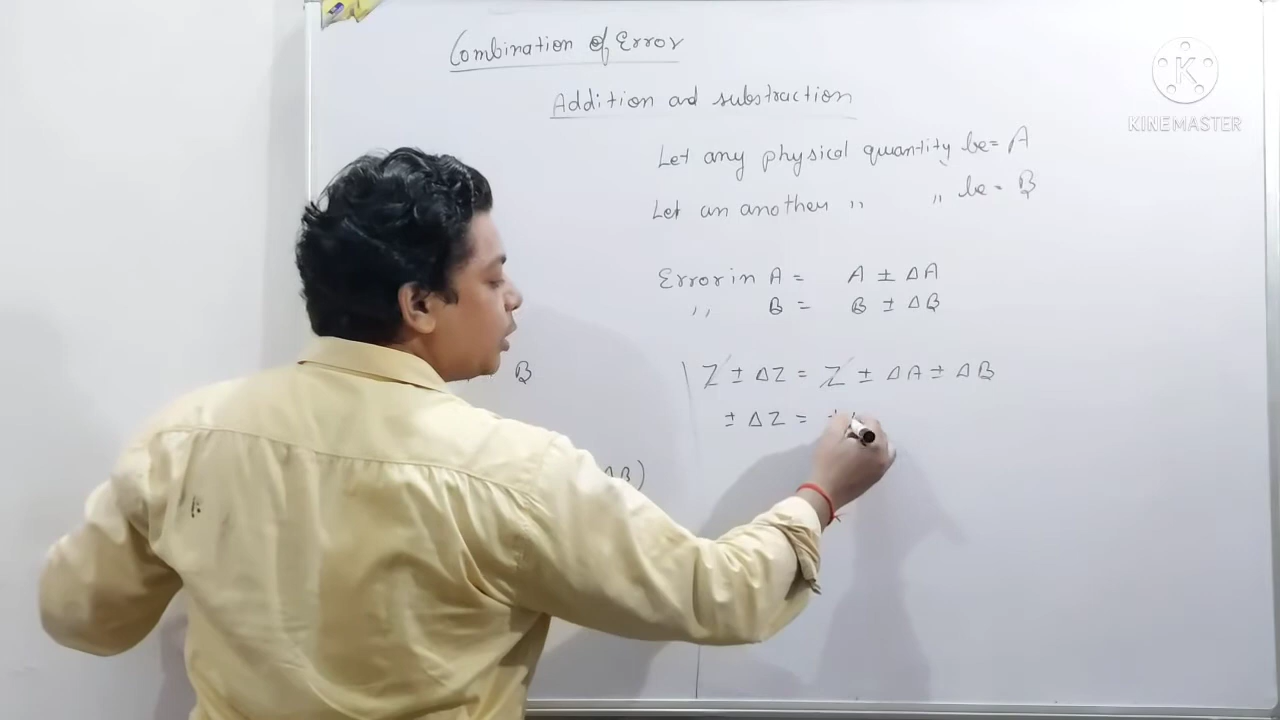 Combination of Error
Addition and substraction
Let any physical quantity be = A
Let an another ,, ,, be = B
Error in A = A ± ΔA
,, B = B ± ΔB
B
Z ± ΔZ = Z ± ΔA ± ΔB
± ΔZ = ±
ΔB)
KINEMASTER